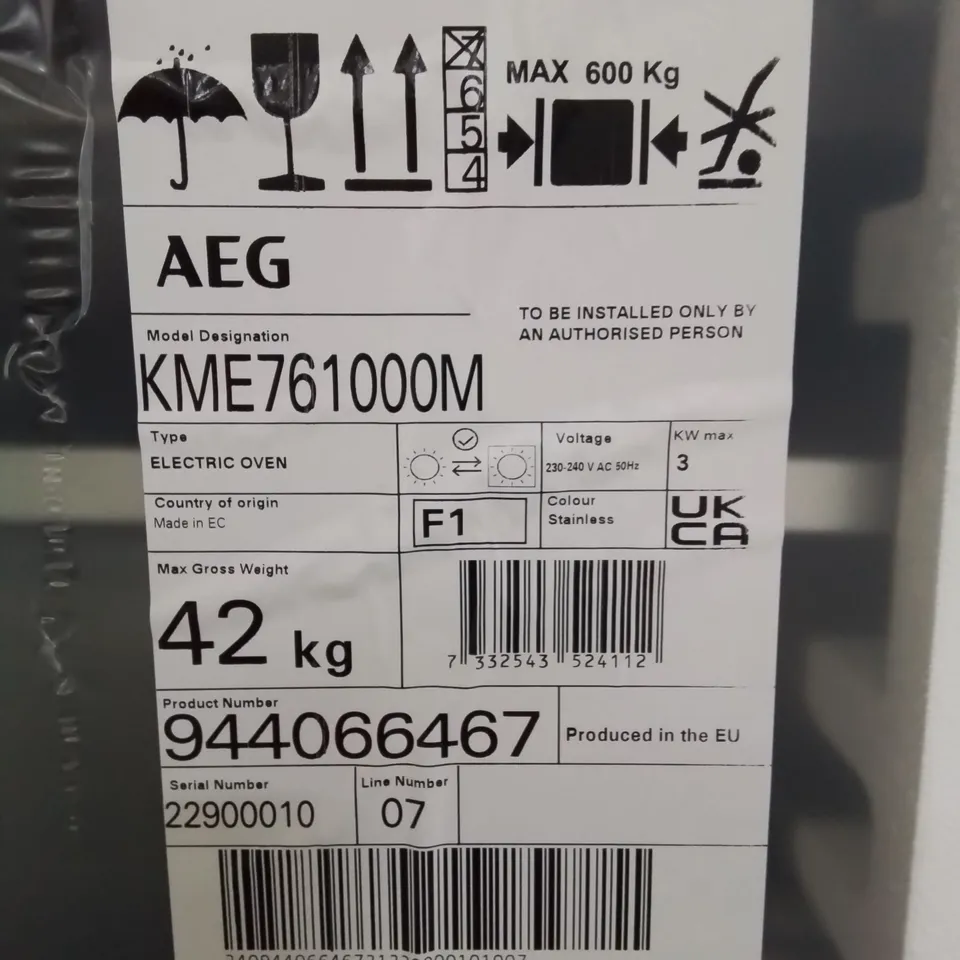 7
6
5
4
MAX 600 Kg
AEG
TO BE INSTALLED ONLY BY
AN AUTHORISED PERSON
Model Designation
KME761000M
Type
ELECTRIC OVEN
Voltage
230-240 V AC 50Hz
KW max
3
Country of origin
Made in EC
F1
Colour
Stainless
UK
CA
Max Gross Weight
42 kg
7 332543 524112
Product Number
944066467
Produced in the EU
Serial Number
22900010
Line Number
07